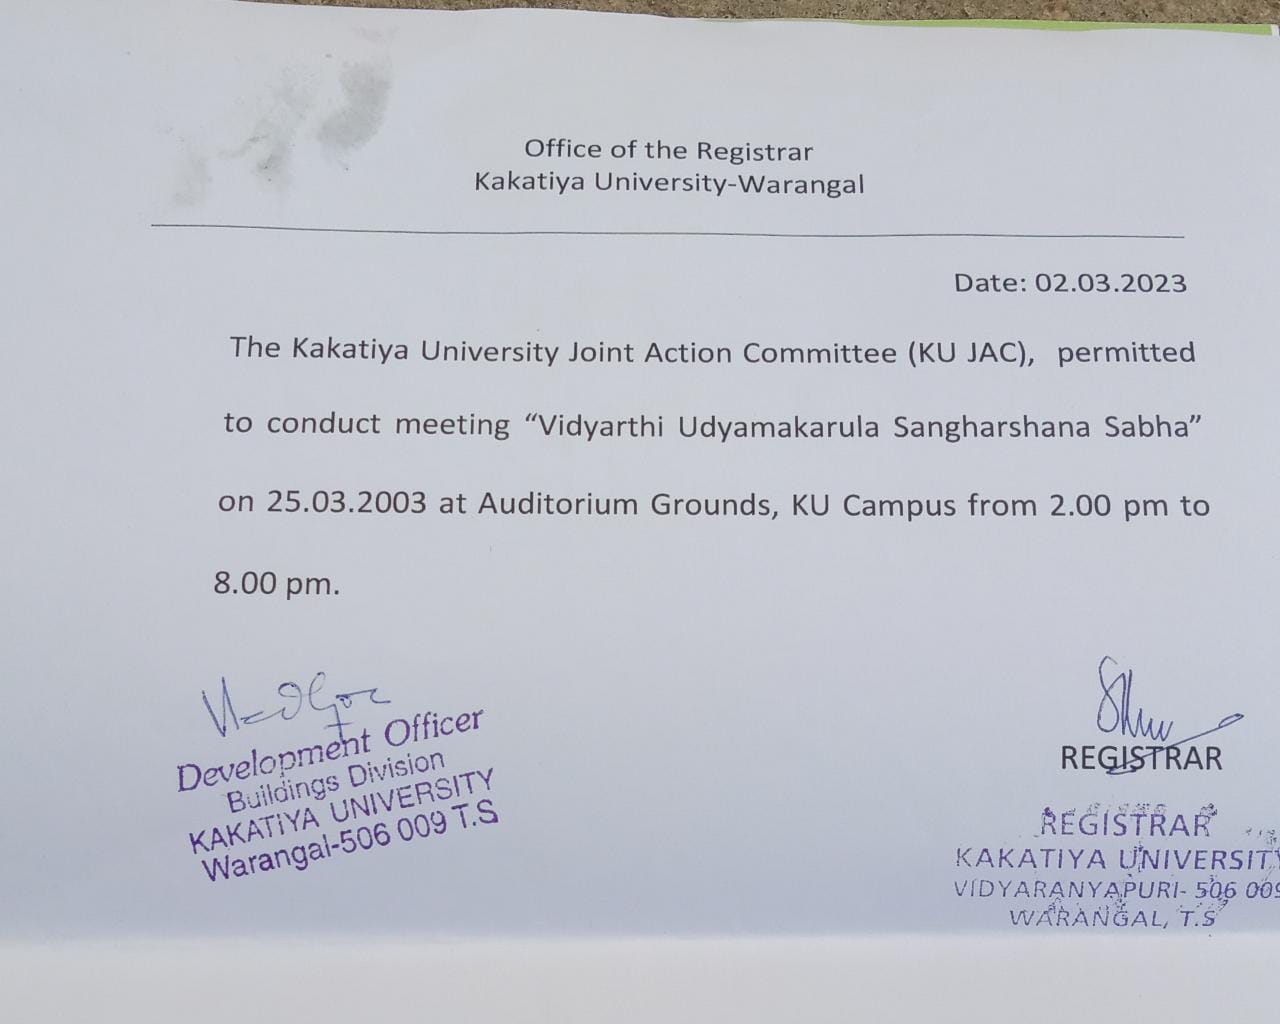 Office of the Registrar
Kakatiya University-Warangal
Date: 02.03.2023
The Kakatiya University Joint Action Committee (KU JAC), permitted
to conduct meeting “Vidyarthi Udyamakarula Sangharshana Sabha”
on 25.03.2003 at Auditorium Grounds, KU Campus from 2.00 pm to
8.00 pm.
Development Officer
Buildings Division
KAKATIYA UNIVERSITY
Warangal-506 009 T.S
REGISTRAR
REGISTRAR
KAKATIYA UNIVERSITY
VIDYARANYAPURI- 506 009
WARANGAL, T.S